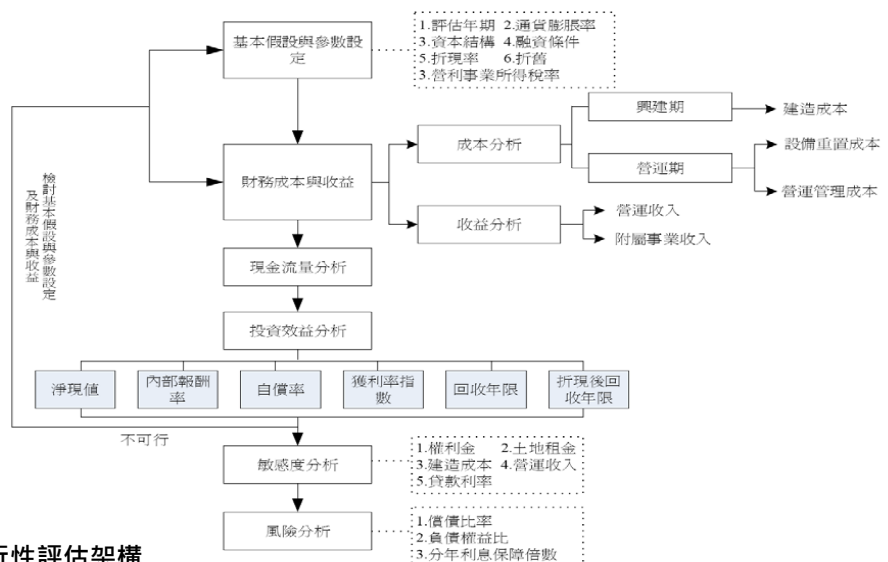 基本假設與參數設
定
1.評估年期 2.通貨膨脹率
3.資本結構 4.融資條件
5.折現率 6.折舊
3.營利事業所得稅率
財務成本與收益
成本分析
興建期
建造成本
營運期
設備重置成本
營運管理成本
收益分析
營運收入
附屬事業收入
檢討基本假設與參數設定
及財務成本與收益
現金流量分析
投資效益分析
淨現值
內部報酬
率
自償率
獲利率指
數
回收年限
折現後回
收年限
不可行
敏感度分析
1.權利金 2.土地租金
3.建造成本 4.營運收入
5.貸款利率
風險分析
1.償債比率
2.負債權益比
3.分年利息保障倍數
行性評估架構